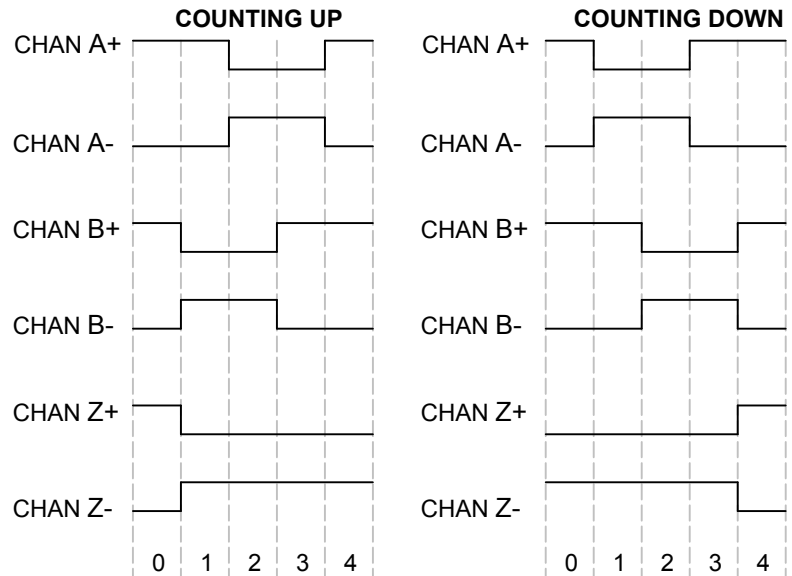 COUNTING UP
CHAN A+
CHAN A-
CHAN B+
CHAN B-
CHAN Z+
CHAN Z-
0 1 2 3 4
COUNTING DOWN
CHAN A+
CHAN A-
CHAN B+
CHAN B-
CHAN Z+
CHAN Z-
0 1 2 3 4